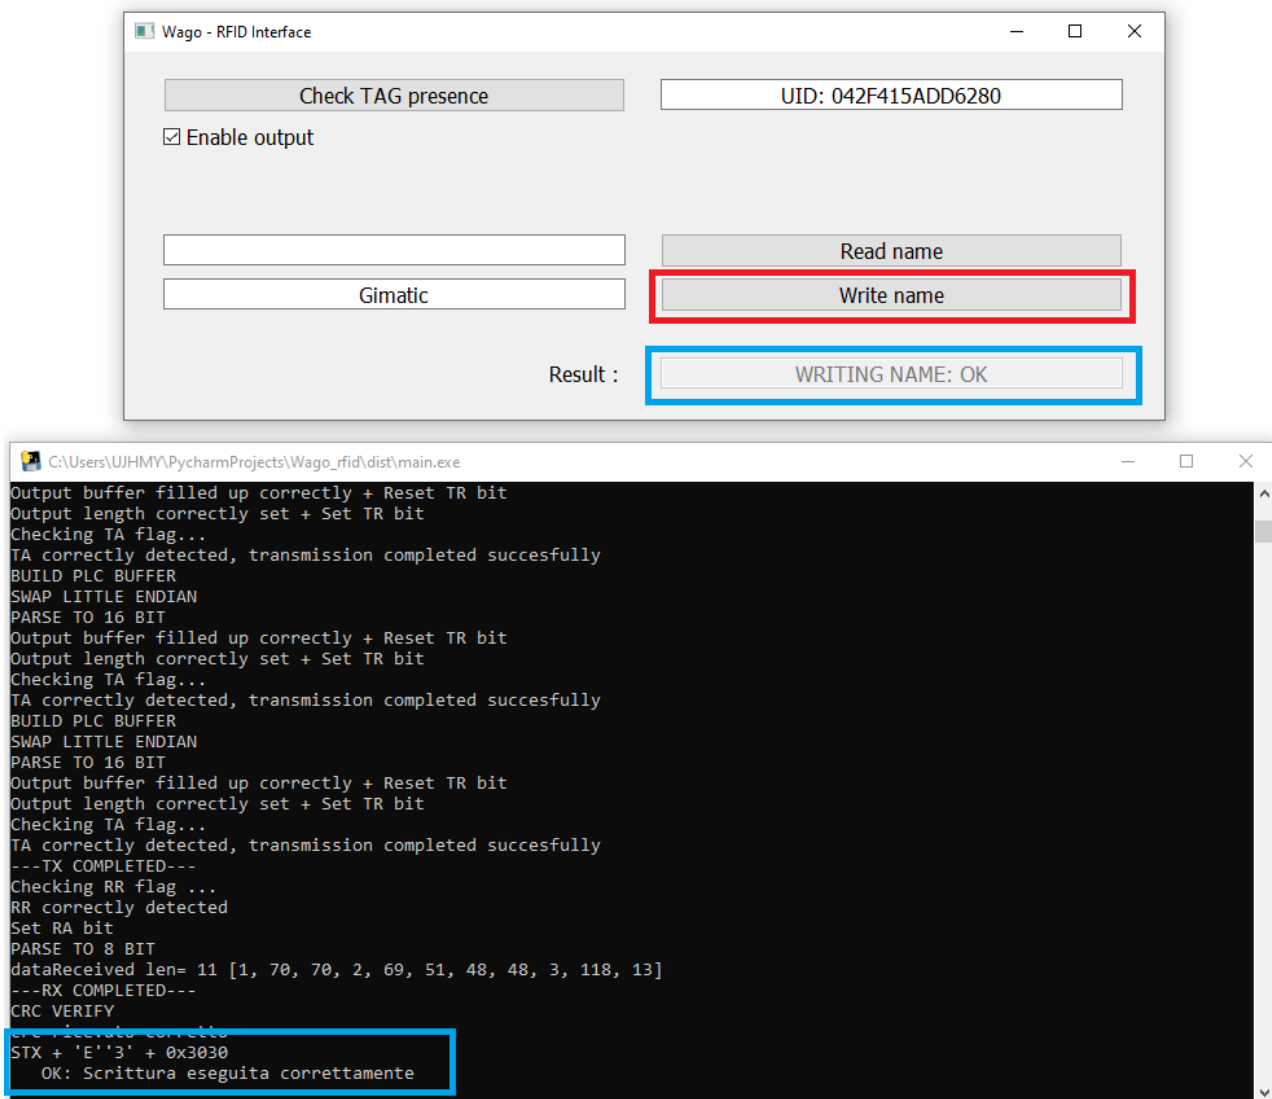 Wago - RFID Interface
Check TAG presence
UID: 042F415ADD6280
Enable output
Read name
Gimatic
Write name
Result :
WRITING NAME: OK
C:\Users\UJHMY\PycharmProjects\Wago_rfid\dist\main.exe
Output buffer filled up correctly + Reset TR bit
Output length correctly set + Set TR bit
Checking TA flag...
TA correctly detected, transmission completed succesfully
BUILD PLC BUFFER
SWAP LITTLE ENDIAN
PARSE TO 16 BIT
Output buffer filled up correctly + Reset TR bit
Output length correctly set + Set TR bit
Checking TA flag...
TA correctly detected, transmission completed succesfully
BUILD PLC BUFFER
SWAP LITTLE ENDIAN
PARSE TO 16 BIT
Output buffer filled up correctly + Reset TR bit
Output length correctly set + Set TR bit
Checking TA flag...
TA correctly detected, transmission completed succesfully
---TX COMPLETED---
Checking RR flag ...
RR correctly detected
Set RA bit
PARSE TO 8 BIT
dataReceived len= 11 [1, 70, 70, 2, 69, 51, 48, 48, 3, 118, 13]
---RX COMPLETED---
CRC VERIFY
crc ricevuto corretto
STX + 'E''3' + 0x3030
OK: Scrittura eseguita correttamente